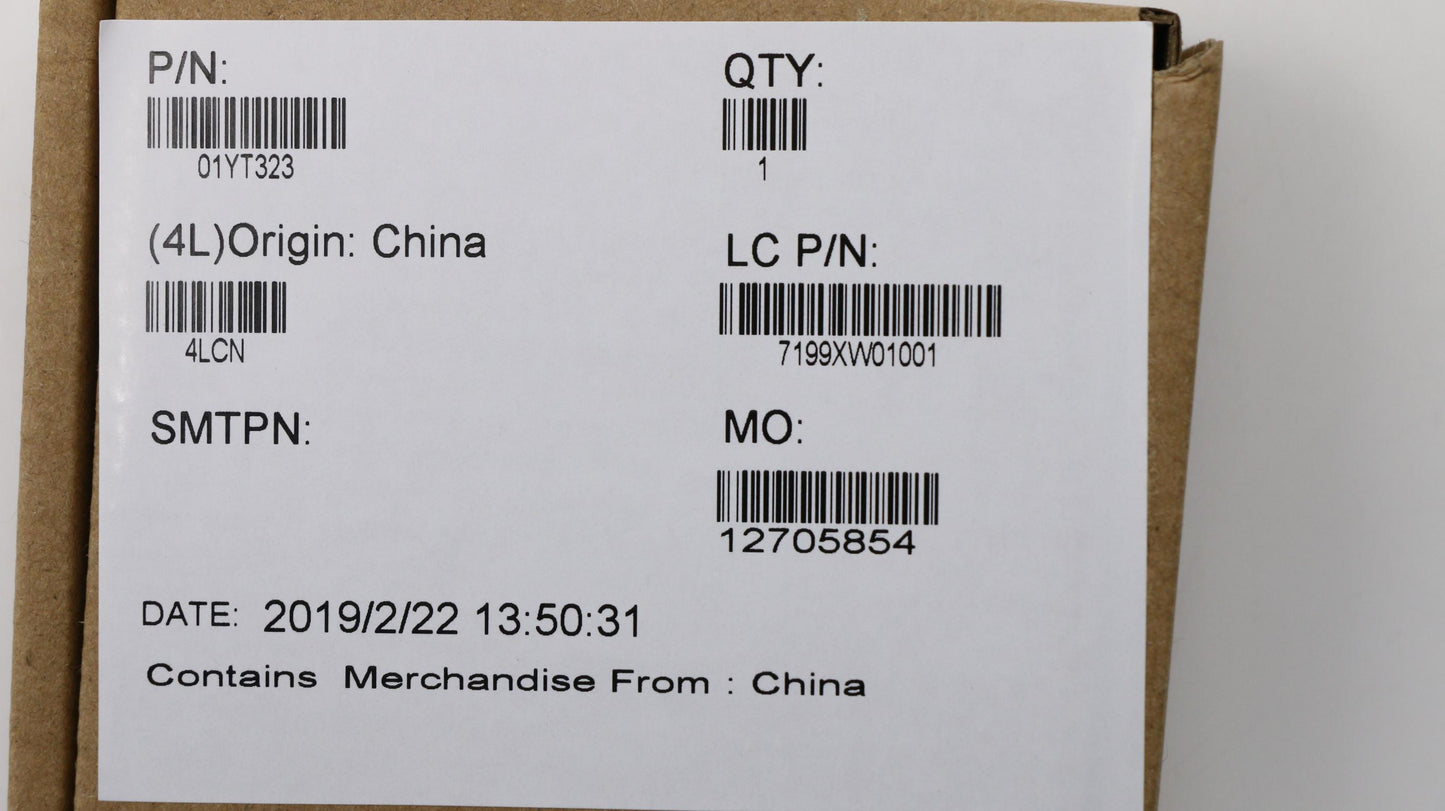 P/N:
01YT323
QTY:
1
(4L)Origin: China
4LCN
LC P/N:
7199XW01001
SMTPN:
MO:
12705854
DATE: 2019/2/22 13:50:31
Contains Merchandise From : China